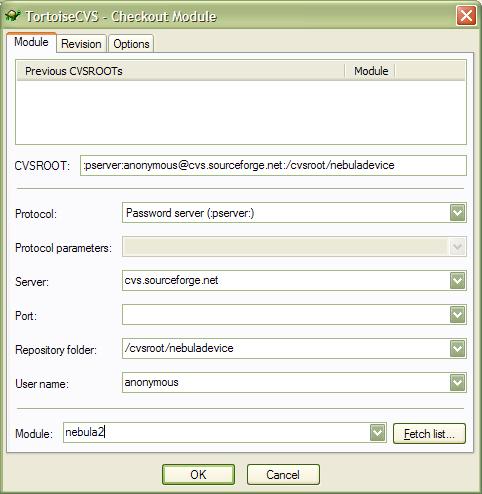 TortoiseCVS - Checkout Module
Module Revision Options
Previous CVSROOTs Module
CVSROOT: :pserver:anonymous@cvs.sourceforge.net:/cvsroot/nebuladevice
Protocol: Password server (:pserver:)
Protocol parameters:
Server: cvs.sourceforge.net
Port:
Repository folder: /cvsroot/nebuladevice
User name: anonymous
Module: nebula2 Fetch list...
OK Cancel